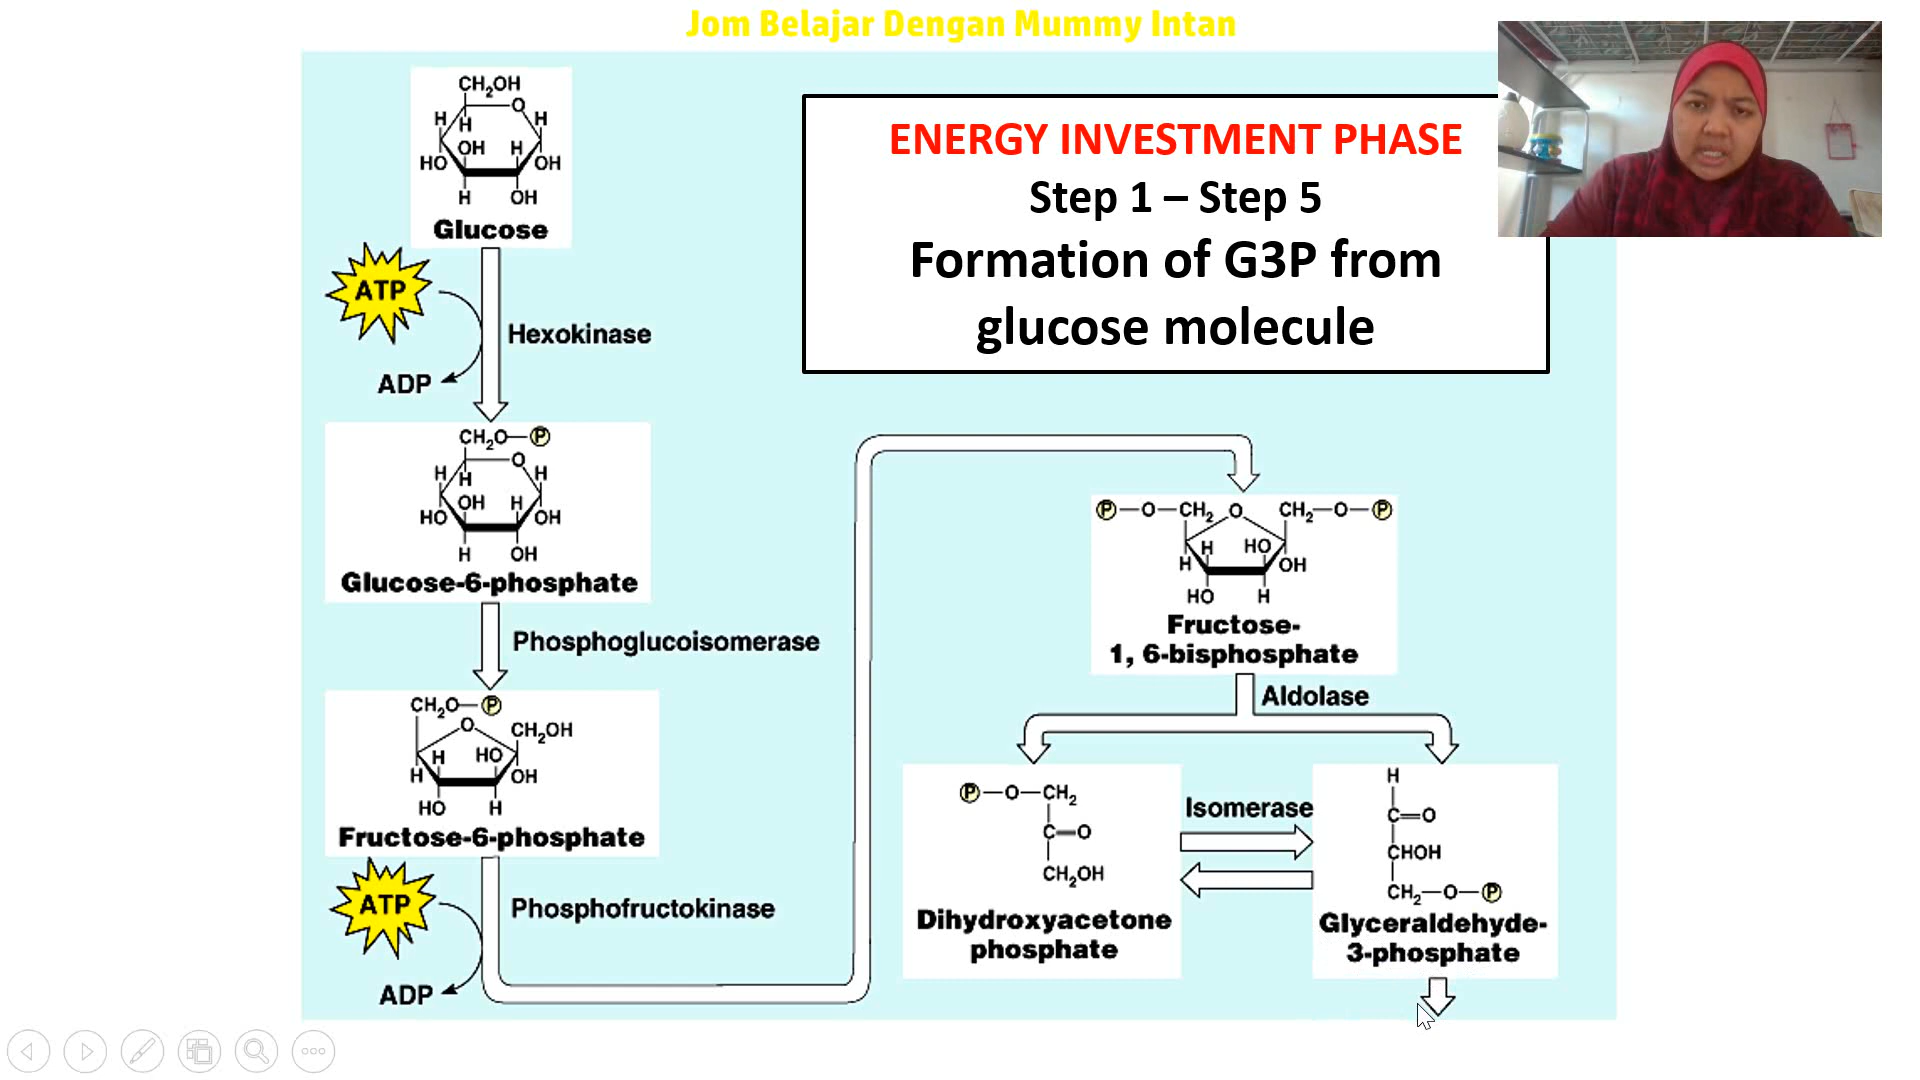 Jom Belajar Dengan Mummy Intan
ENERGY INVESTMENT PHASE
Step 1 – Step 5
Formation of G3P from
glucose molecule
CH2OH
O
H
H
H
OH
H
HO
OH
H
OH
Glucose
ATP
Hexokinase
ADP
CH2O—P
O
H
H
H
OH
H
HO
OH
H
OH
Glucose-6-phosphate
Phosphoglucoisomerase
CH2O—P
O
CH2OH
H
HO
H
OH
HO
H
Fructose-6-phosphate
ATP
Phosphofructokinase
ADP
P—O—CH2
O
CH2—O—P
H
HO
H
OH
HO
H
Fructose-
1, 6-bisphosphate
Aldolase
P—O—CH2
C=O
CH2OH
Dihydroxyacetone
phosphate
Isomerase
H
C=O
CHOH
CH2—O—P
Glyceraldehyde-
3-phosphate